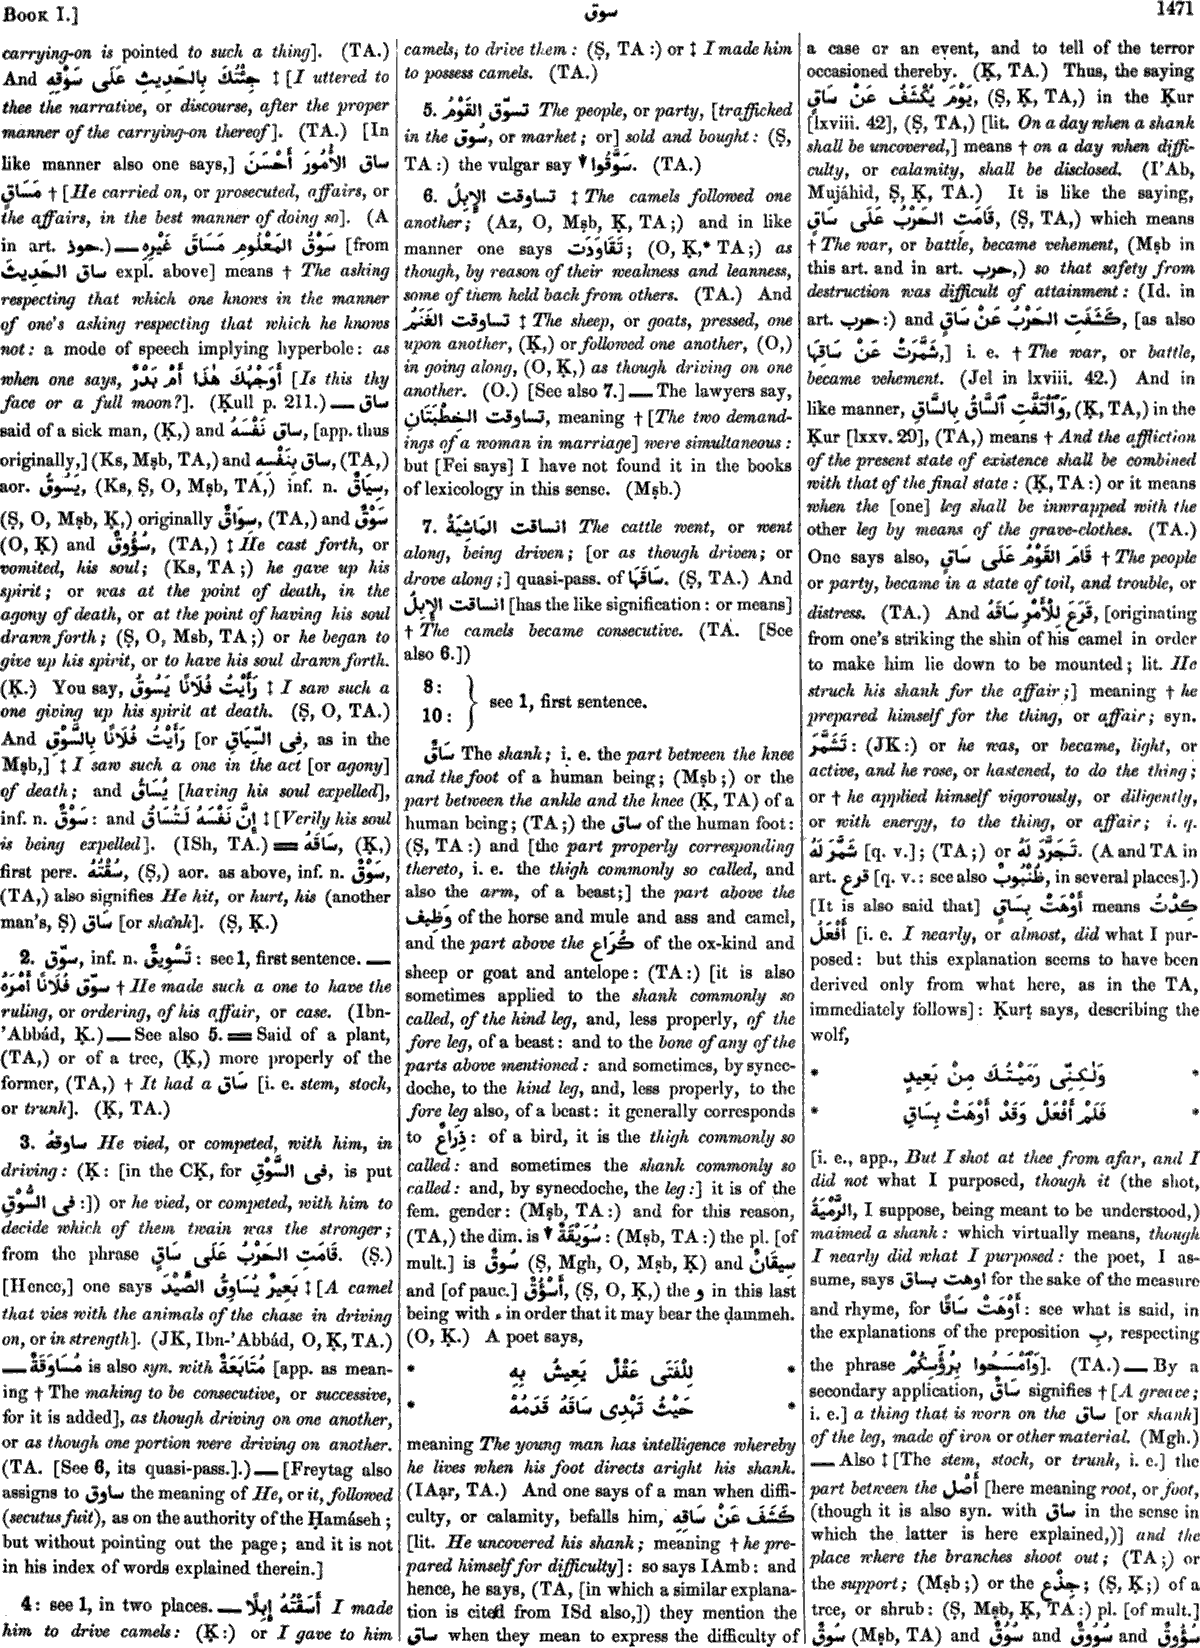 BOOK I.]
سوق
1471
carrying-on is pointed to such a thing]. (TA.)
And جِئْتُكَ بِالحَدِيثِ عَلَى سَوْقِهِ ‡ [I uttered to
thee the narrative, or discourse, after the proper
manner of the carrying-on thereof]. (TA.) [In
like manner also one says,] ساق الأُمُورَ أَحْسَنَ
مَسَاقٍ † [He carried on, or prosecuted, affairs, or
the affairs, in the best manner of doing so]. (A
in art. حوذ.) — سَوْقُ المَعْلُومِ مَسَاقَ غَيْرِهِ [from
ساق الحَدِيثَ expl. above] means † The asking
respecting that which one knows in the manner
of one's asking respecting that which he knows
not: a mode of speech implying hyperbole: as
when one says, أَوَجْهُكَ هٰذَا أَمْ بَدْرٌ [Is this thy
face or a full moon?]. (Kull p. 211.) — ساق
said of a sick man, (Ḳ,) and ساق نَفْسَهُ, [app. thus
originally,] (Ks, Mṣb, TA,) and ساق بِنَفْسِهِ, (TA,)
aor. يَسُوقُ, (Ks, Ṣ, O, Mṣb, TA,) inf. n. سِيَاقٌ,
(Ṣ, O, Mṣb, Ḳ,) originally سِوَاقٌ, (TA,) and سَوْقٌ
(O, Ḳ) and سُؤُوقٌ, (TA,) ‡ He cast forth, or
vomited, his soul; (Ks, TA;) he gave up his
spirit; or was at the point of death, in the
agony of death, or at the point of having his soul
drawn forth; (Ṣ, O, Msb, TA;) or he began to
give up his spirit, or to have his soul drawn forth.
(Ḳ.) You say, رَأَيْتُ فُلَانًا يَسُوقُ ‡ I saw such a
one giving up his spirit at death. (Ṣ, O, TA.)
And رَأَيْتُ فُلَانًا بِالسَّوْقِ [or فِى السِّيَاقِ, as in the
Mṣb,] ‡ I saw such a one in the act [or agony]
of death; and يُسَاقُ [having his soul expelled],
inf. n. سَوْقٌ: and إِنَّ نَفْسَهُ لَتُسَاقُ ‡ [Verily his soul
is being expelled]. (ISh, TA.) = سَاقَهُ, (Ḳ,)
first pers. سُقْتُهُ, (Ṣ,) aor. as above, inf. n. سَوْقٌ,
(TA,) also signifies He hit, or hurt, his (another
man's, Ṣ) سَاق [or shank]. (Ṣ, Ḳ.)
2. سوّق, inf. n. تَسْوِيقٌ: see 1, first sentence. —
سوّق فُلَانًا أَمْرَهُ † He made such a one to have the
ruling, or ordering, of his affair, or case. (Ibn-
'Abbád, Ḳ.) — See also 5. = Said of a plant,
(TA,) or of a tree, (Ḳ,) more properly of the
former, (TA,) † It had a سَاق [i. e. stem, stock,
or trunk]. (Ḳ, TA.)
3. ساوقهُ He vied, or competed, with him, in
driving: (Ḳ: [in the CḲ, for فِى السَّوْقِ, is put
فِى السُّوْقِ:]) or he vied, or competed, with him to
decide which of them twain was the stronger;
from the phrase قَامَتِ الحَرْبُ عَلَى سَاقٍ. (Ṣ.)
[Hence,] one says بَعِيرٌ يُسَاوِقُ الصَّيْدَ ‡ [A camel
that vies with the animals of the chase in driving
on, or in strength]. (JK, Ibn-'Abbád, O, Ḳ, TA.)
— مُسَاوَقَةٌ is also syn. with مُتَابَعَةٌ [app. as mean-
ing † The making to be consecutive, or successive,
for it is added], as though driving on one another,
or as though one portion were driving on another.
(TA. [See 6, its quasi-pass.].) — [Freytag also
assigns to ساوق the meaning of He, or it, followed
(secutus fuit), as on the authority of the Ḥamáseh;
but without pointing out the page; and it is not
in his index of words explained therein.]
4: see 1, in two places. — أَسَقْتُهُ إِبِلًا I made
him to drive camels: (Ḳ:) or I gave to him
camels, to drive them: (Ṣ, TA:) or ‡ I made him
to possess camels. (TA.)
5. تسوّق القَوْمُ The people, or party, [trafficked
in the سُوق, or market; or] sold and bought: (Ṣ,
TA:) the vulgar say سَوَّقُوا. (TA.)
6. تساوقت الإِبِلُ ‡ The camels followed one
another; (Az, O, Mṣb, Ḳ, TA;) and in like
manner one says تَقَاوَدَتْ; (O, Ḳ,* TA;) as
though, by reason of their weakness and leanness,
some of them held back from others. (TA.) And
تساوقت الغَنَمُ ‡ The sheep, or goats, pressed, one
upon another, (Ḳ,) or followed one another, (O,)
in going along, (O, Ḳ,) as though driving on one
another. (O.) [See also 7.] — The lawyers say,
تساوقت الخِطْبَتَانِ, meaning † [The two demand-
ings of a woman in marriage] were simultaneous:
but [Fei says] I have not found it in the books
of lexicology in this sense. (Mṣb.)
7. انساقت المَاشِيَةُ The cattle went, or went
along, being driven; [or as though driven; or
drove along;] quasi-pass. of سَاقَهَا. (Ṣ, TA.) And
انساقت الإِبِلُ [has the like signification: or means]
† The camels became consecutive. (TA. [See
also 6.])
8:
10:
see 1, first sentence.
سَاقٌ The shank; i. e. the part between the knee
and the foot of a human being; (Mṣb;) or the
part between the ankle and the knee (Ḳ, TA) of a
human being; (TA;) the ساق of the human foot:
(Ṣ, TA:) and [the part properly corresponding
thereto, i. e. the thigh commonly so called, and
also the arm, of a beast;] the part above the
وَظِيف of the horse and mule and ass and camel,
and the part above the كُرَاع of the ox-kind and
sheep or goat and antelope: (TA:) [it is also
sometimes applied to the shank commonly so
called, of the hind leg, and, less properly, of the
fore leg, of a beast: and to the bone of any of the
parts above mentioned: and sometimes, by synec-
doche, to the hind leg, and, less properly, to the
fore leg also, of a beast: it generally corresponds
to ذِرَاعٌ: of a bird, it is the thigh commonly so
called: and sometimes the shank commonly so
called: and, by synecdoche, the leg:] it is of the
fem. gender: (Mṣb, TA:) and for this reason,
(TA,) the dim. is سُوَيْقَةٌ: (Mṣb, TA:) the pl. [of
mult.] is سُوقٌ (Ṣ, Mgh, O, Mṣb, Ḳ) and سِيقَانٌ
and [of pauc.] أَسْؤُقٌ, (Ṣ, O, Ḳ,) the و in this last
being with ء in order that it may bear the ḍammeh.
(O, Ḳ.) A poet says,
* لِلْفَتَى عَقْلٌ يَعِيشُ بِهِ *
* حَيْثُ تَهْدِى سَاقَهُ قَدَمُهْ *
meaning The young man has intelligence whereby
he lives when his foot directs aright his shank.
(IAạr, TA.) And one says of a man when diffi-
culty, or calamity, befalls him, كَشَفَ عَنْ سَاقِهِ
[lit. He uncovered his shank; meaning † he pre-
pared himself for difficulty]: so says IAmb: and
hence, he says, (TA, [in which a similar explana-
tion is cited from ISd also,]) they mention the
ساق when they mean to express the difficulty of
a case or an event, and to tell of the terror
occasioned thereby. (Ḳ, TA.) Thus, the saying
يَوْمَ يُكْشَفُ عَنْ سَاقٍ, (Ṣ, Ḳ, TA,) in the Ḳur
[lxviii. 42], (Ṣ, TA,) [lit. On a day when a shank
shall be uncovered,] means † on a day when diffi-
culty, or calamity, shall be disclosed. (I'Ab,
Mujáhid, Ṣ, Ḳ, TA.) It is like the saying,
قَامَتِ الحَرْبُ عَلَى سَاقٍ, (Ṣ, TA,) which means
† The war, or battle, became vehement, (Mṣb in
this art. and in art. حرب,) so that safety from
destruction was difficult of attainment: (Id. in
art. حرب:) and كَشَفَتِ الحَرْبُ عَنْ سَاقٍ, [as also
شَمَّرَتْ عَنْ سَاقِهَا,] i. e. † The war, or battle,
became vehement. (Jel in lxviii. 42.) And in
like manner, وَٱلْتَفَّتِ ٱلسَّاقُ بِالسَّاقِ, (Ḳ, TA,) in the
Ḳur [lxxv. 29], (TA,) means † And the affliction
of the present state of existence shall be combined
with that of the final state: (Ḳ, TA:) or it means
when the [one] leg shall be inwrapped with the
other leg by means of the grave-clothes. (TA.)
One says also, قَامَ القَوْمُ عَلَى سَاقٍ † The people
or party, became in a state of toil, and trouble, or
distress. (TA.) And قَرَعَ لِلْأَمْرِ سَاقَهُ, [originating
from one's striking the shin of his camel in order
to make him lie down to be mounted; lit. He
struck his shank for the affair;] meaning † he
prepared himself for the thing, or affair; syn.
تَشَمَّرَ: (JK:) or he was, or became, light, or
active, and he rose, or hastened, to do the thing;
or † he applied himself vigorously, or diligently,
or with energy, to the thing, or affair; i. q.
شَمَّرَ لَهُ [q. v.]; (TA;) or تَجَرَّدَ لَهُ. (A and TA in
art. قرع [q. v.: see also ظُنْبُوبٌ, in several places].)
[It is also said that] أَوْهَتْ بِسَاقٍ means كِدْتُ
أَفْعَلُ [i. e. I nearly, or almost, did what I pur-
posed: but this explanation seems to have been
derived only from what here, as in the TA,
immediately follows]: Ḳurṭ says, describing the
wolf,
* وَلٰكِنِّى رَمَيْتُكَ مِنْ بَعِيدٍ *
* فَلَمْ أَفْعَلْ وَقَدْ أَوْهَتْ بِسَاقِ *
[i. e., app., But I shot at thee from afar, and I
did not what I purposed, though it (the shot,
الرَّمْيَةُ, I suppose, being meant to be understood,)
maimed a shank: which virtually means, though
I nearly did what I purposed: the poet, I as-
sume, says اوهت بساق for the sake of the measure
and rhyme, for أَوْهَتْ سَاقًا: see what is said, in
the explanations of the preposition بِ, respecting
the phrase وَٱمْسَحُوا بِرُؤُسِكُمْ]. (TA.) — By a
secondary application, سَاقٌ signifies † [A greave;
i. e.] a thing that is worn on the ساق [or shank]
of the leg, made of iron or other material. (Mgh.)
— Also ‡ [The stem, stock, or trunk, i. e.] the
part between the أَصْل [here meaning root, or foot,
(though it is also syn. with ساق in the sense in
which the latter is here explained,)] and the
place where the branches shoot out; (TA;) or
the support; (Mṣb;) or the جِذْع; (Ṣ, Ḳ;) of a
tree, or shrub: (Ṣ, Mṣb, Ḳ, TA:) pl. [of mult.]
سُوقٌ (Mṣb, TA) and سُؤْقٌ and سُوُوقٌ and سُؤُوقٌ